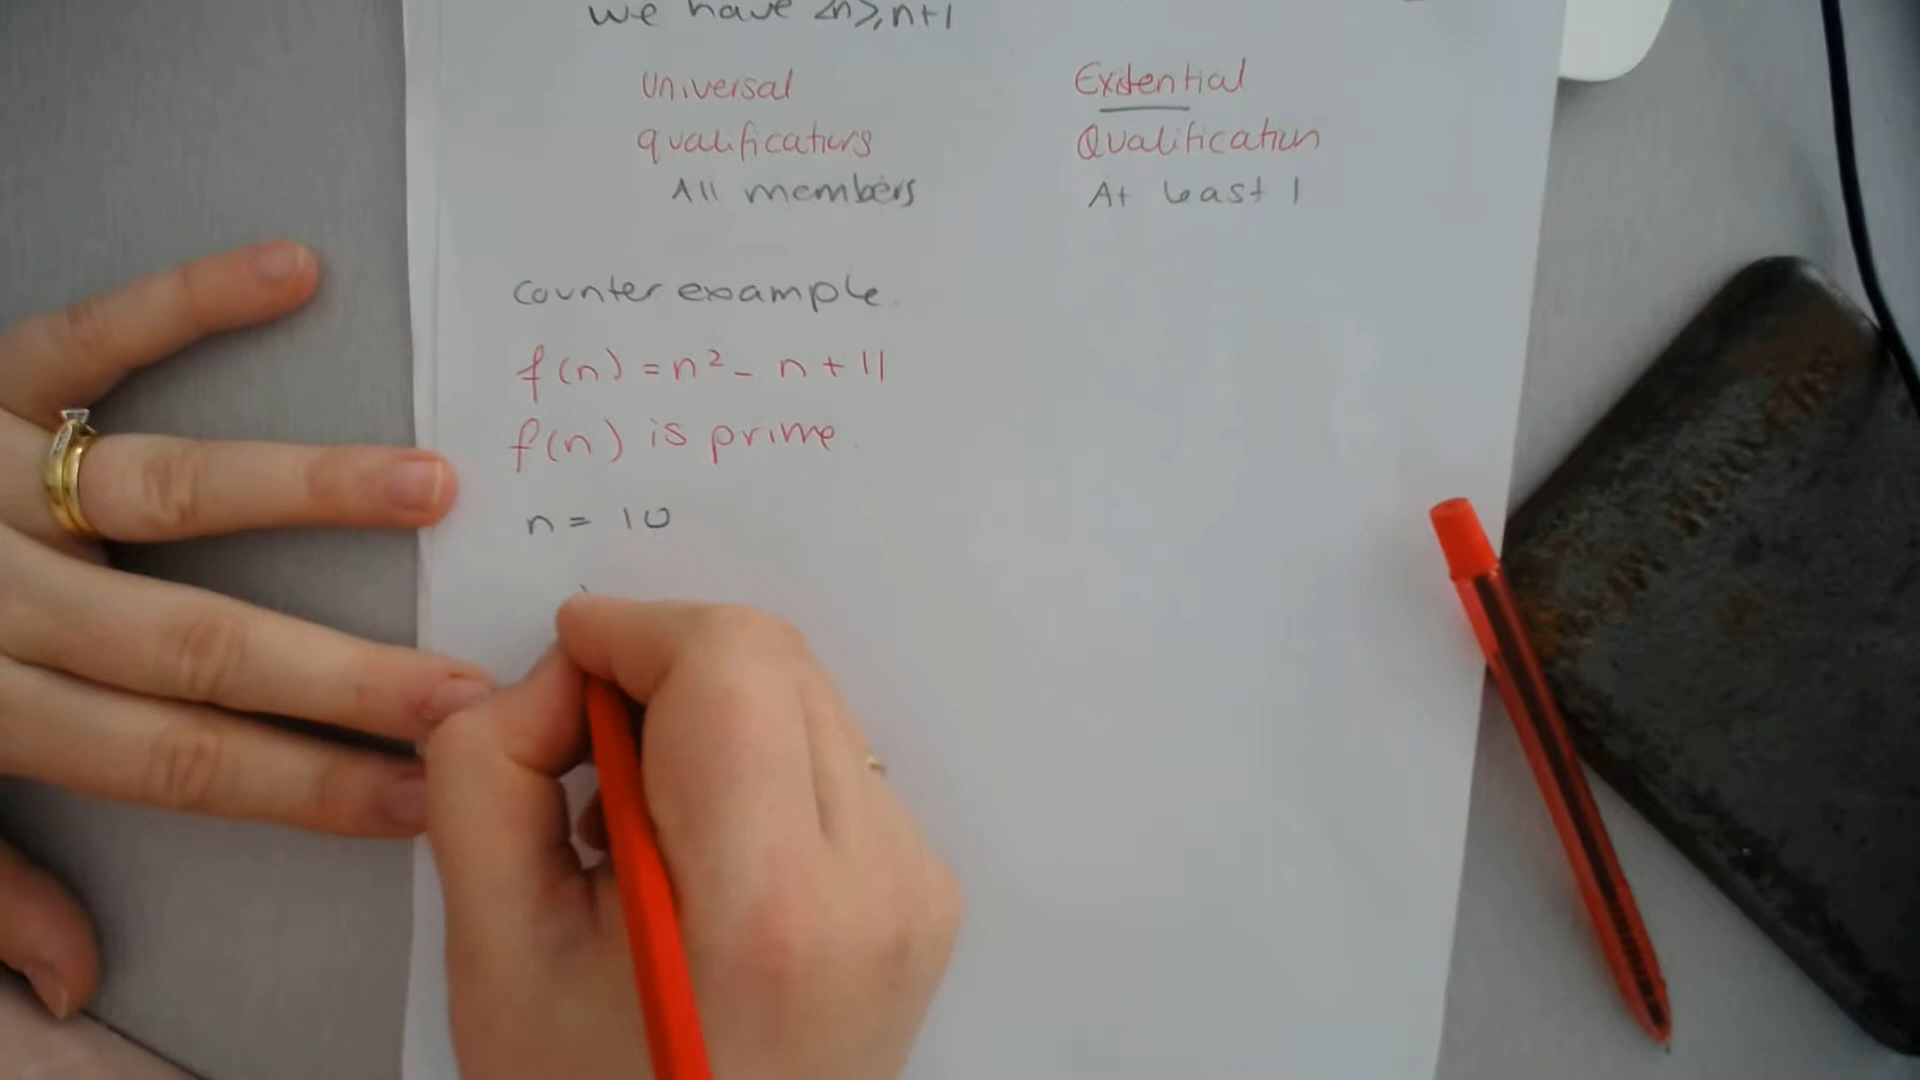 we have 2n≥n+1
Universal
qualifications
All members
Existential
Qualification
At least 1
Counter example
f(n) = n² - n + 11
f(n) is prime
n = 10